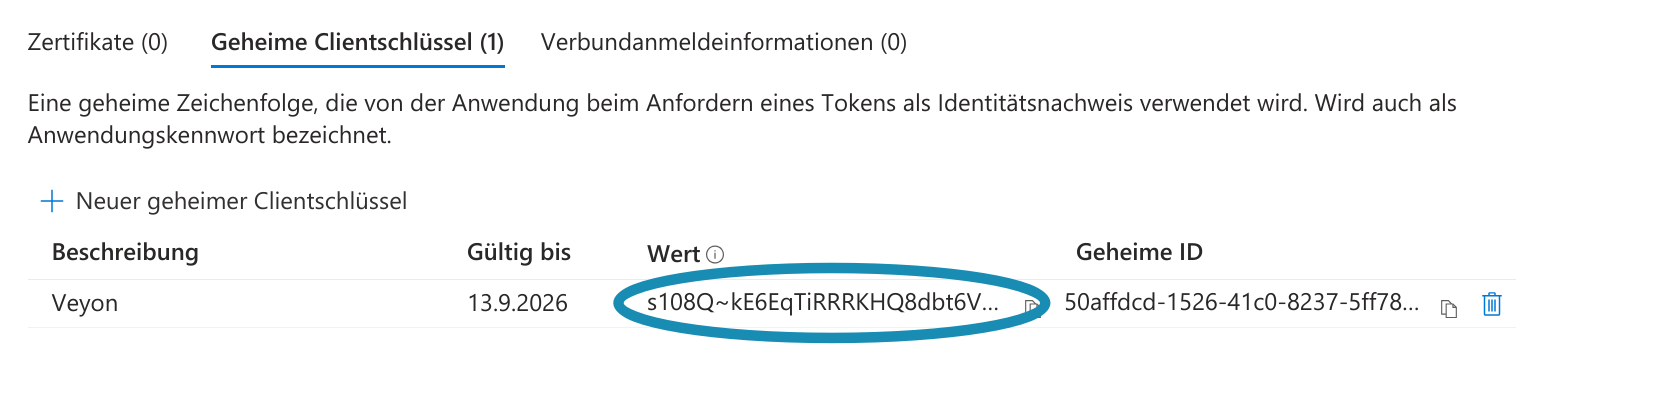 Zertifikate (0) Geheime Clientschlüssel (1) Verbundanmeldeinformationen (0)
Eine geheime Zeichenfolge, die von der Anwendung beim Anfordern eines Tokens als Identitätsnachweis verwendet wird. Wird auch als
Anwendungskennwort bezeichnet.
Neuer geheimer Clientschlüssel
Beschreibung Gültig bis Wert Geheime ID
Veyon 13.9.2026 s108Q~kE6EqTiRRRKHQ8dbt6V... 50affdcd-1526-41c0-8237-5ff78...